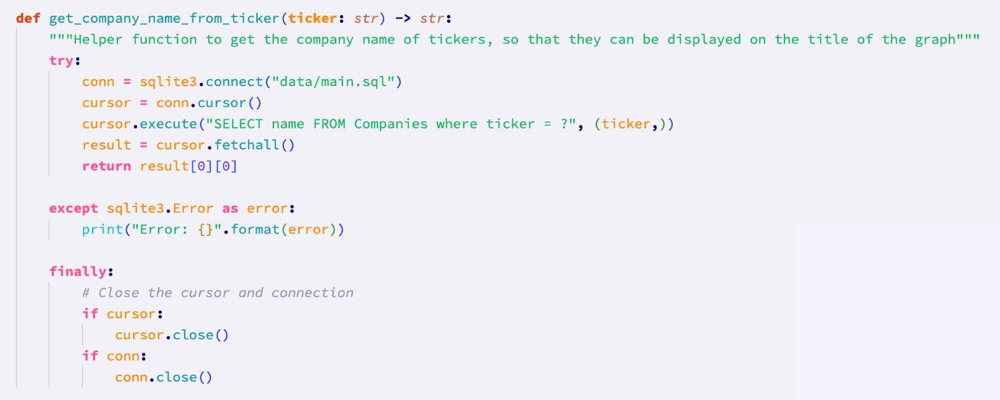 def get_company_name_from_ticker(ticker: str) -> str:
    """Helper function to get the company name of tickers, so that they can be displayed on the title of the graph"""
    try:
        conn = sqlite3.connect("data/main.sql")
        cursor = conn.cursor()
        cursor.execute("SELECT name FROM Companies where ticker = ?", (ticker,))
        result = cursor.fetchall()
        return result[0][0]

    except sqlite3.Error as error:
        print("Error: {}".format(error))

    finally:
        # Close the cursor and connection
        if cursor:
            cursor.close()
        if conn:
            conn.close()